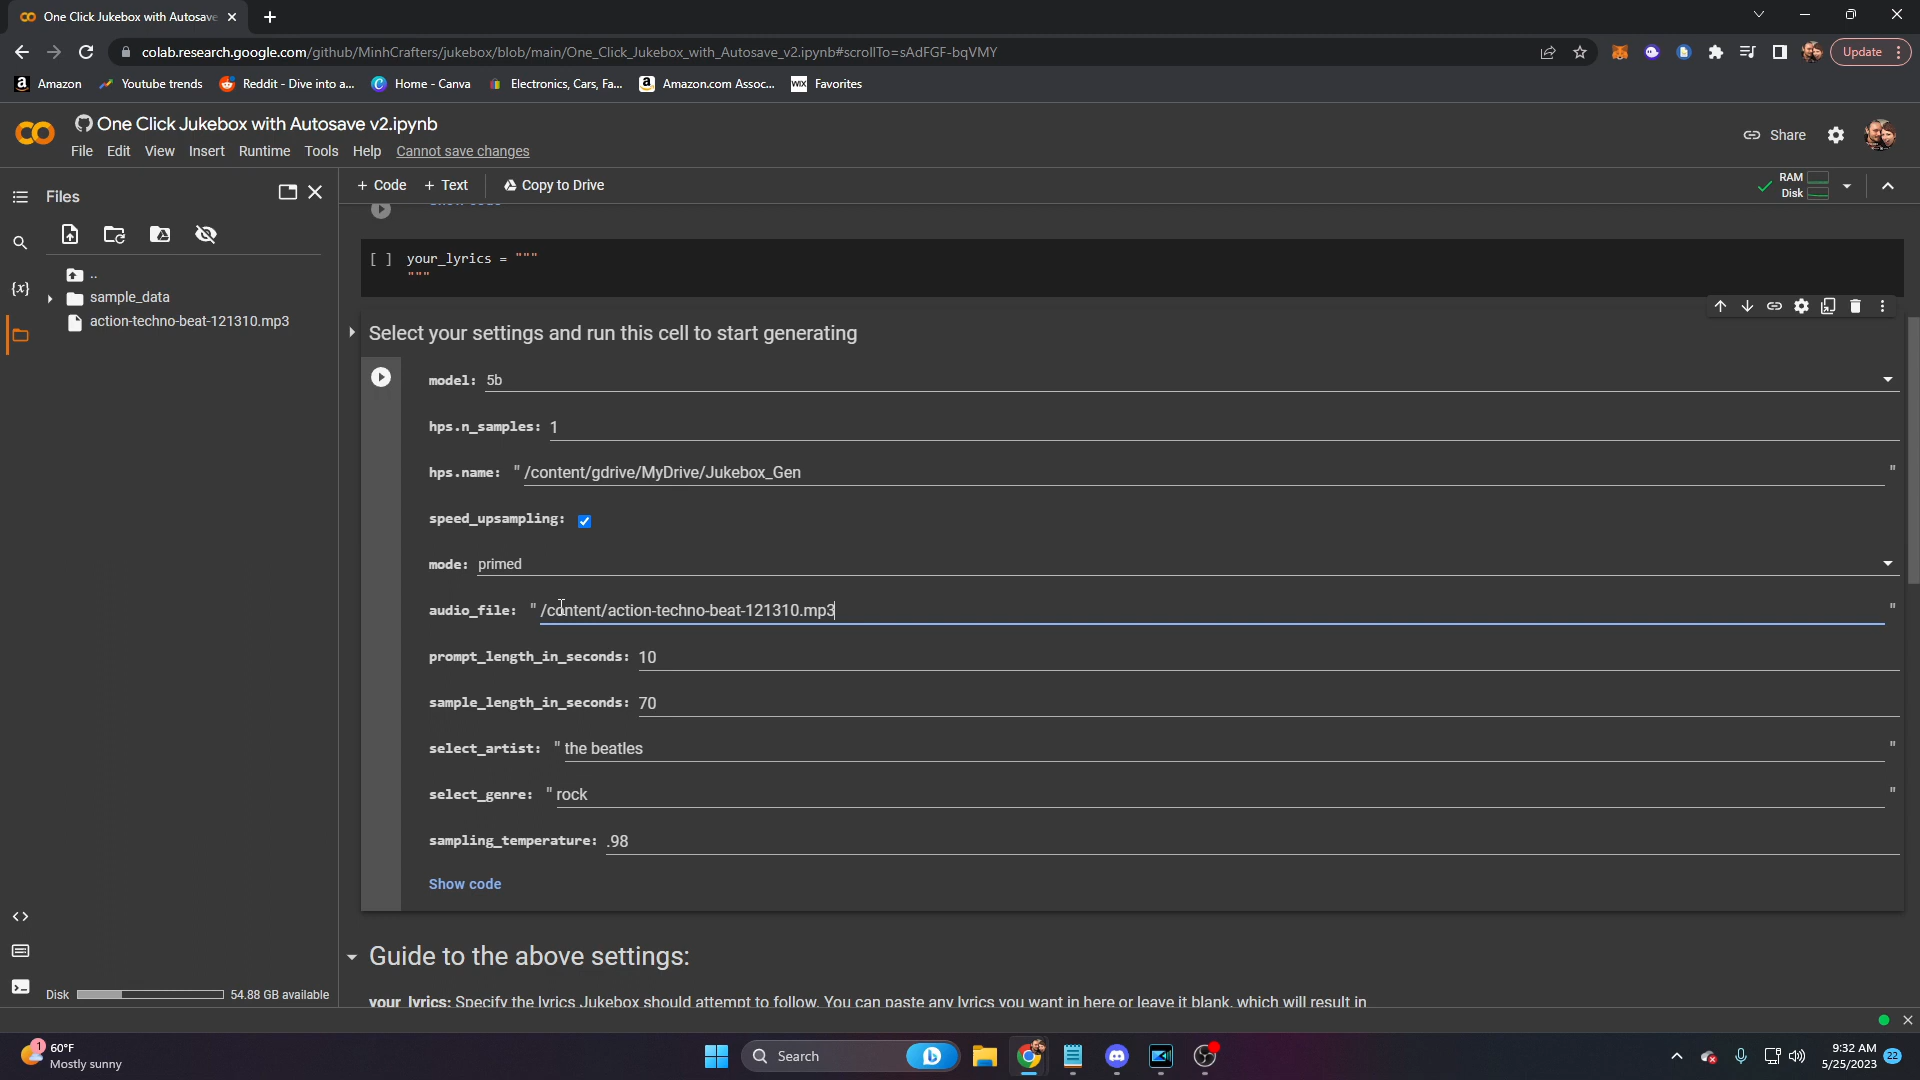 One Click Jukebox with Autosave
colab.research.google.com/github/MinhCrafters/jukebox/blob/main/One_Click_Jukebox_with_Autosave_v2.ipynb#scrollTo=sAdFGF-bqVMY
Update
Amazon
Youtube trends
Reddit - Dive into a...
Home - Canva
Electronics, Cars, Fa...
Amazon.com Assoc...
WIX Favorites
One Click Jukebox with Autosave v2.ipynb
File Edit View Insert Runtime Tools Help Cannot save changes
Share
Files
+ Code + Text Copy to Drive
RAM
Disk
Show code
..
sample_data
action-techno-beat-121310.mp3
[ ] your_lyrics = """
"""
Select your settings and run this cell to start generating
model: 5b
hps.n_samples: 1
hps.name: "/content/gdrive/MyDrive/Jukebox_Gen"
speed_upsampling:
mode: primed
audio_file: "/content/action-techno-beat-121310.mp3"
prompt_length_in_seconds: 10
sample_length_in_seconds: 70
select_artist: "the beatles"
select_genre: "rock"
sampling_temperature: .98
Show code
Guide to the above settings:
your_lyrics: Specify the lyrics Jukebox should attempt to follow. You can paste any lyrics you want in here or leave it blank, which will result in
Disk 54.88 GB available
1
60°F
Mostly sunny
Search
9:32 AM
5/25/2023
22